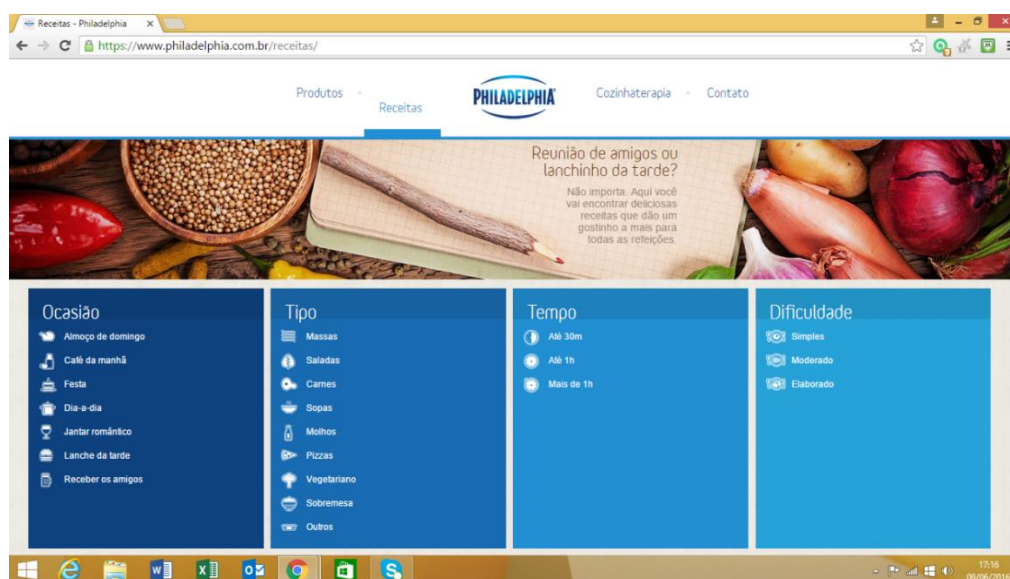 Receitas - Philadelphia
https://www.philadelphia.com.br/receitas/
Produtos
Receitas
PHILADELPHIA
Cozinhaterapia
Contato
Reunião de amigos ou
lanchinho da tarde?
Não importa. Aqui você
vai encontrar deliciosas
receitas que dão um
gostinho a mais para
todas as refeições.
Ocasião
Almoço de domingo
Café da manhã
Festa
Dia-a-dia
Jantar romântico
Lanche da tarde
Receber os amigos
Tipo
Massas
Saladas
Carnes
Sopas
Molhos
Pizzas
Vegetariano
Sobremesa
Outros
Tempo
Até 30m
Até 1h
Mais de 1h
Dificuldade
Simples
Moderado
Elaborado
17:16
09/06/2016